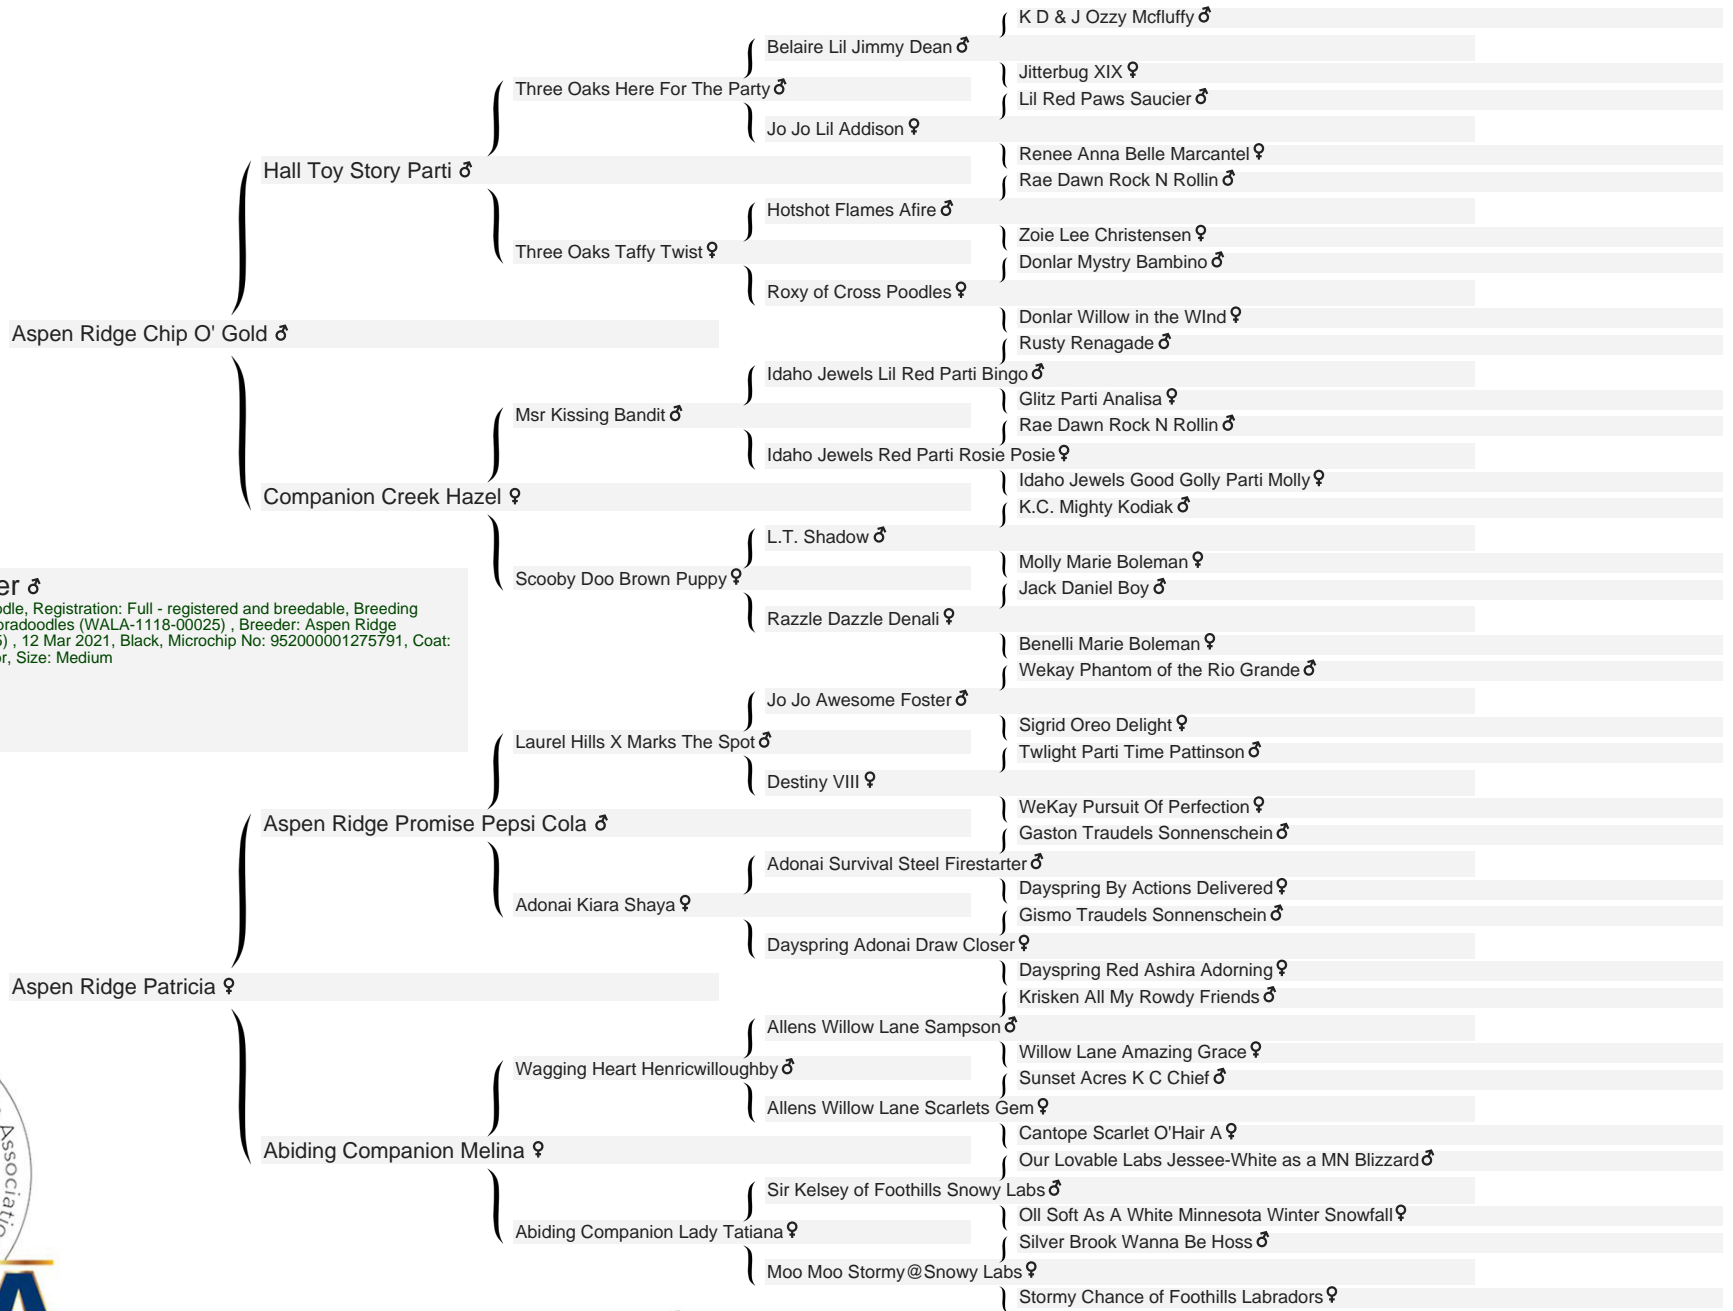 K D & J Ozzy Mcfluffy ♂
Belaire Lil Jimmy Dean ♂
Jitterbug XIX ♀
Three Oaks Here For The Party ♂
Lil Red Paws Saucier ♂
Jo Jo Lil Addison ♀
Renee Anna Belle Marcantel ♀
Hall Toy Story Parti ♂
Rae Dawn Rock N Rollin ♂
Hotshot Flames Afire ♂
Zoie Lee Christensen ♀
Three Oaks Taffy Twist ♀
Donlar Mystry Bambino ♂
Roxy of Cross Poodles ♀
Donlar Willow in the WInd ♀
Aspen Ridge Chip O' Gold ♂
Rusty Renagade ♂
Idaho Jewels Lil Red Parti Bingo ♂
Glitz Parti Analisa ♀
Msr Kissing Bandit ♂
Rae Dawn Rock N Rollin ♂
Idaho Jewels Red Parti Rosie Posie ♀
Idaho Jewels Good Golly Parti Molly ♀
Companion Creek Hazel ♀
K.C. Mighty Kodiak ♂
L.T. Shadow ♂
Molly Marie Boleman ♀
Scooby Doo Brown Puppy ♀
Jack Daniel Boy ♂
Razzle Dazzle Denali ♀
Benelli Marie Boleman ♀
er ♂
dle, Registration: Full - registered and breedable, Breeding
oradoodles (WALA-1118-00025) , Breeder: Aspen Ridge
) , 12 Mar 2021, Black, Microchip No: 952000001275791, Coat:
r, Size: Medium
Wekay Phantom of the Rio Grande ♂
Jo Jo Awesome Foster ♂
Sigrid Oreo Delight ♀
Laurel Hills X Marks The Spot ♂
Twlight Parti Time Pattinson ♂
Destiny VIII ♀
WeKay Pursuit Of Perfection ♀
Aspen Ridge Promise Pepsi Cola ♂
Gaston Traudels Sonnenschein ♂
Adonai Survival Steel Firestarter ♂
Dayspring By Actions Delivered ♀
Adonai Kiara Shaya ♀
Gismo Traudels Sonnenschein ♂
Dayspring Adonai Draw Closer ♀
Dayspring Red Ashira Adorning ♀
Aspen Ridge Patricia ♀
Krisken All My Rowdy Friends ♂
Allens Willow Lane Sampson ♂
Willow Lane Amazing Grace ♀
Wagging Heart Henricwilloughby ♂
Sunset Acres K C Chief ♂
Allens Willow Lane Scarlets Gem ♀
Cantope Scarlet O'Hair A ♀
Abiding Companion Melina ♀
Our Lovable Labs Jessee-White as a MN Blizzard ♂
Sir Kelsey of Foothills Snowy Labs ♂
Oll Soft As A White Minnesota Winter Snowfall ♀
Abiding Companion Lady Tatiana ♀
Silver Brook Wanna Be Hoss ♂
Moo Moo Stormy@Snowy Labs ♀
Stormy Chance of Foothills Labradors ♀
Associatio
A